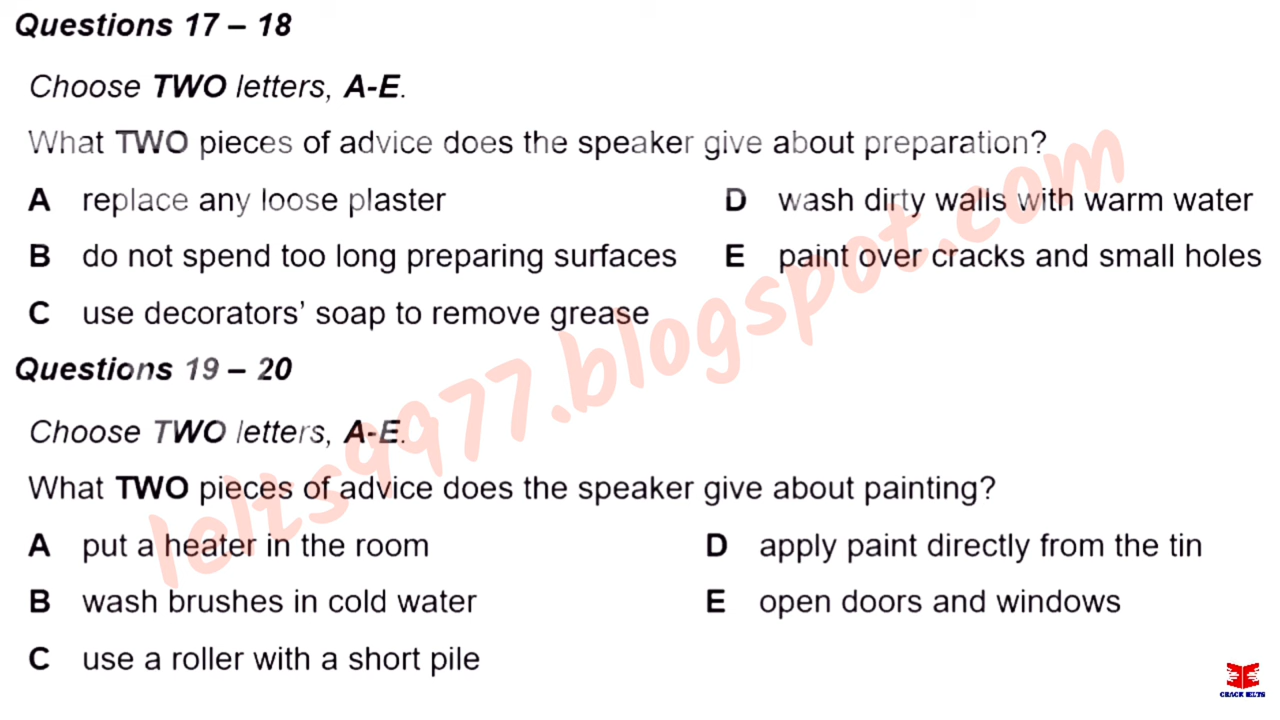 Questions 17 – 18
Choose TWO letters, A-E.
What TWO pieces of advice does the speaker give about preparation?
A replace any loose plaster
D wash dirty walls with warm water
B do not spend too long preparing surfaces
E paint over cracks and small holes
C use decorators’ soap to remove grease
Questions 19 – 20
Choose TWO letters, A-E.
What TWO pieces of advice does the speaker give about painting?
A put a heater in the room
D apply paint directly from the tin
B wash brushes in cold water
E open doors and windows
C use a roller with a short pile
Ielts9977.blogspot.com
CRACK IELTS